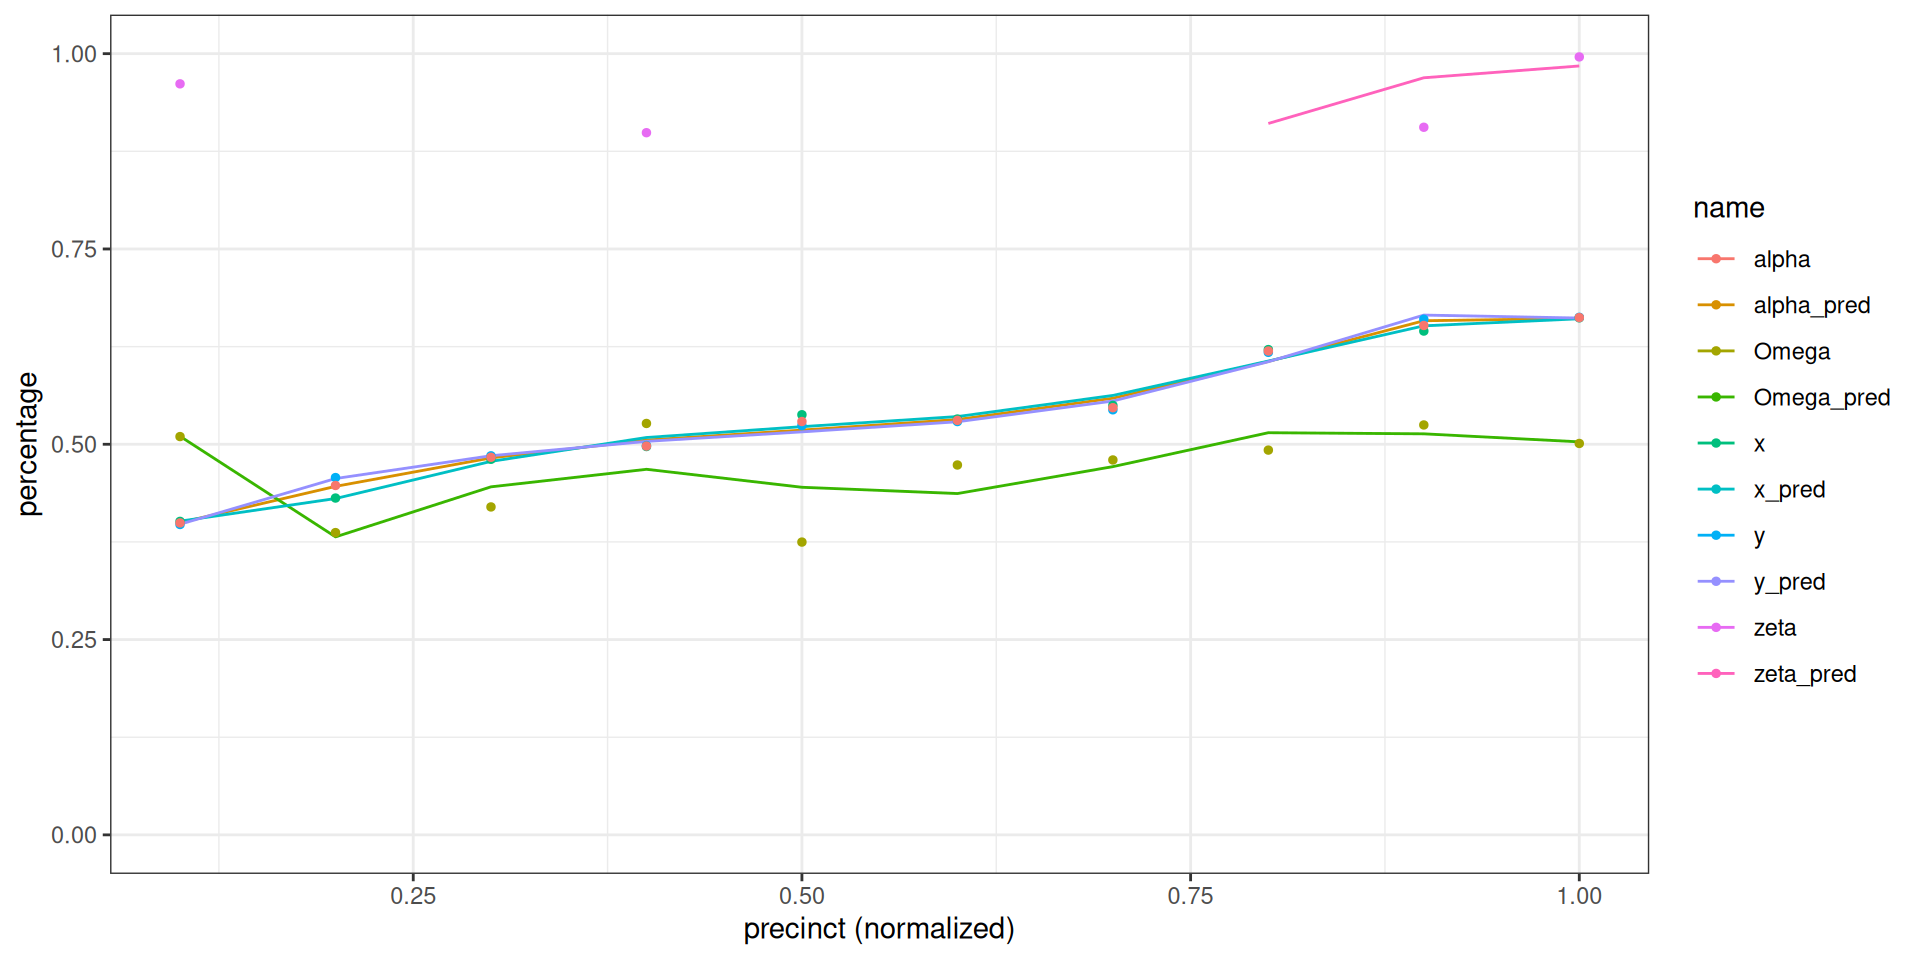 1.00
0.75
0.50
0.25
0.00
percentage
0.25
0.50
0.75
1.00
precinct (normalized)
name
alpha
alpha_pred
Omega
Omega_pred
x
x_pred
y
y_pred
zeta
zeta_pred